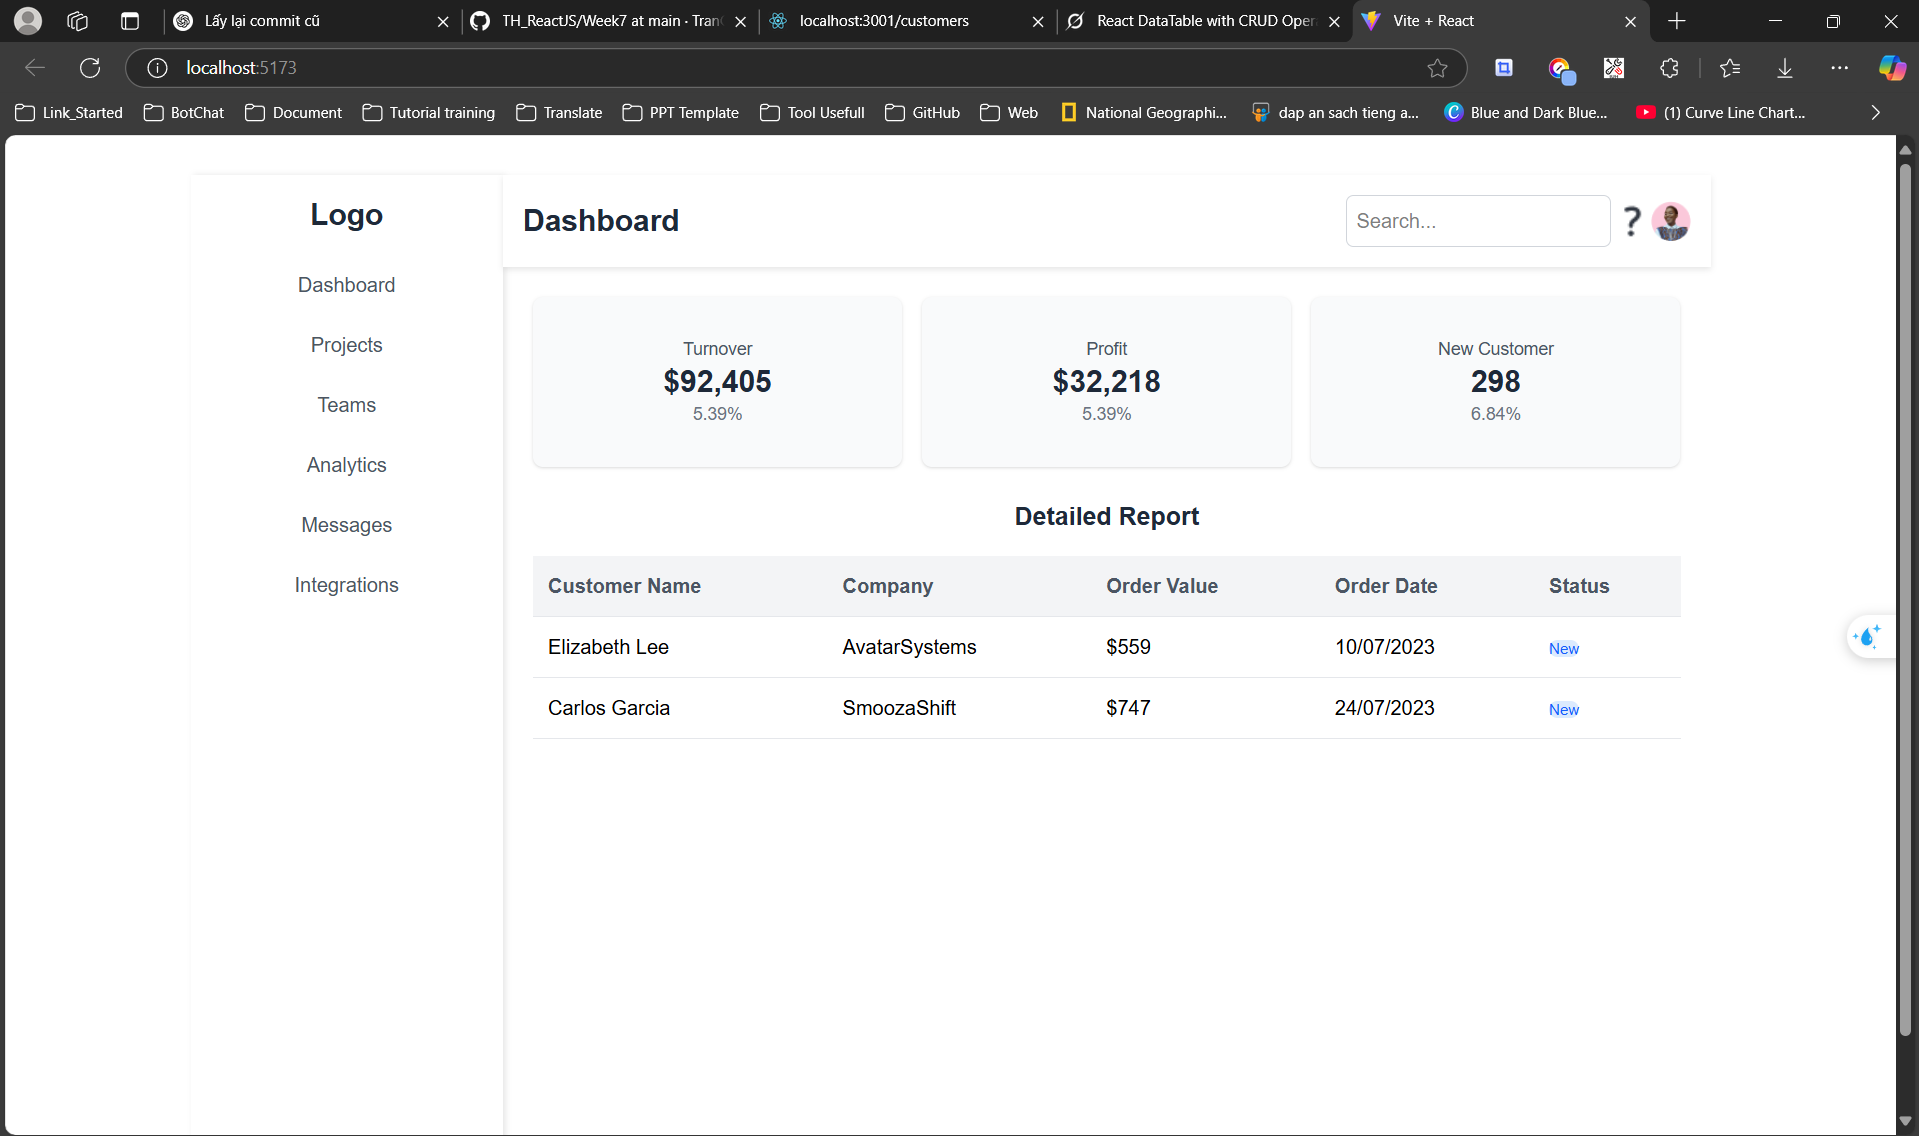 Lấy lại commit cũ
TH_ReactJS/Week7 at main · Tran
localhost:3001/customers
React DataTable with CRUD Oper
Vite + React
localhost:5173
Link_Started
BotChat
Document
Tutorial training
Translate
PPT Template
Tool Usefull
GitHub
Web
National Geographi...
dap an sach tieng a...
Blue and Dark Blue...
(1) Curve Line Chart...
Logo
Dashboard
Projects
Teams
Analytics
Messages
Integrations
Dashboard
Search...
?
Turnover
$92,405
5.39%
Profit
$32,218
5.39%
New Customer
298
6.84%
Detailed Report
Customer Name Company Order Value Order Date Status
Elizabeth Lee AvatarSystems $559 10/07/2023 New
Carlos Garcia SmoozaShift $747 24/07/2023 New